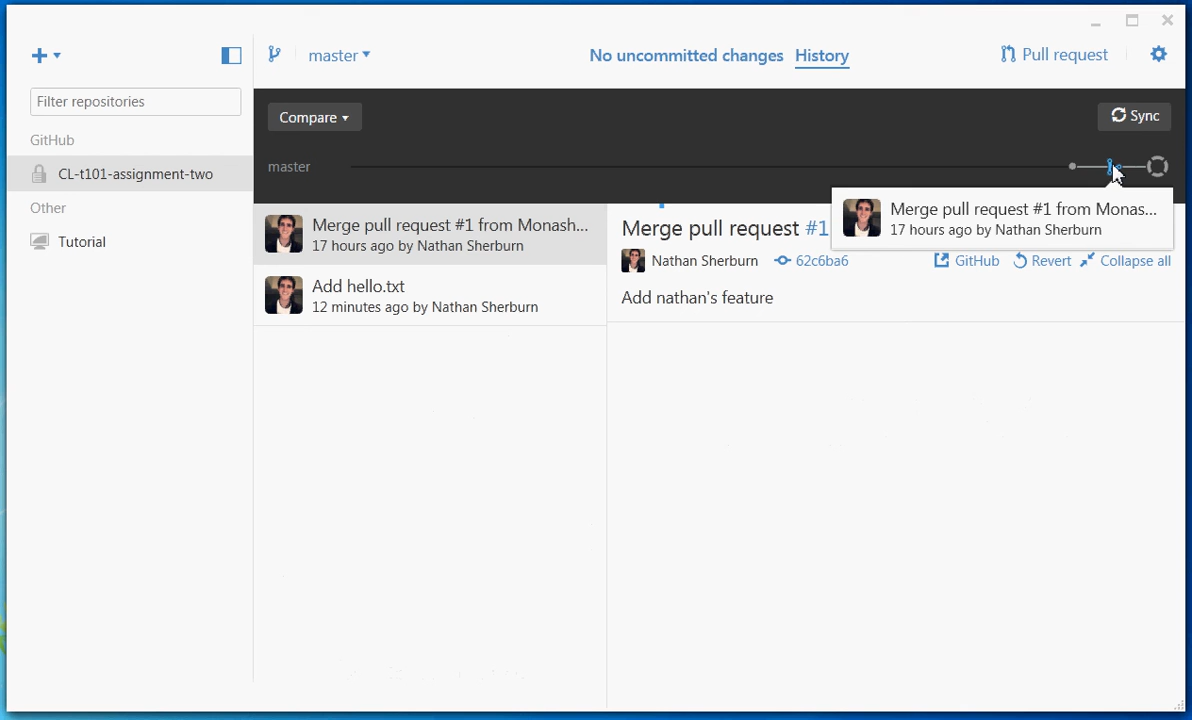 master
No uncommitted changes
History
Pull request
Filter repositories
GitHub
CL-t101-assignment-two
Other
Tutorial
Compare
Sync
master
Merge pull request #1 from Monash...
17 hours ago by Nathan Sherburn
Add hello.txt
12 minutes ago by Nathan Sherburn
Merge pull request #1 from Monas...
17 hours ago by Nathan Sherburn
Merge pull request #1
Nathan Sherburn
62c6ba6
GitHub
Revert
Collapse all
Add nathan's feature